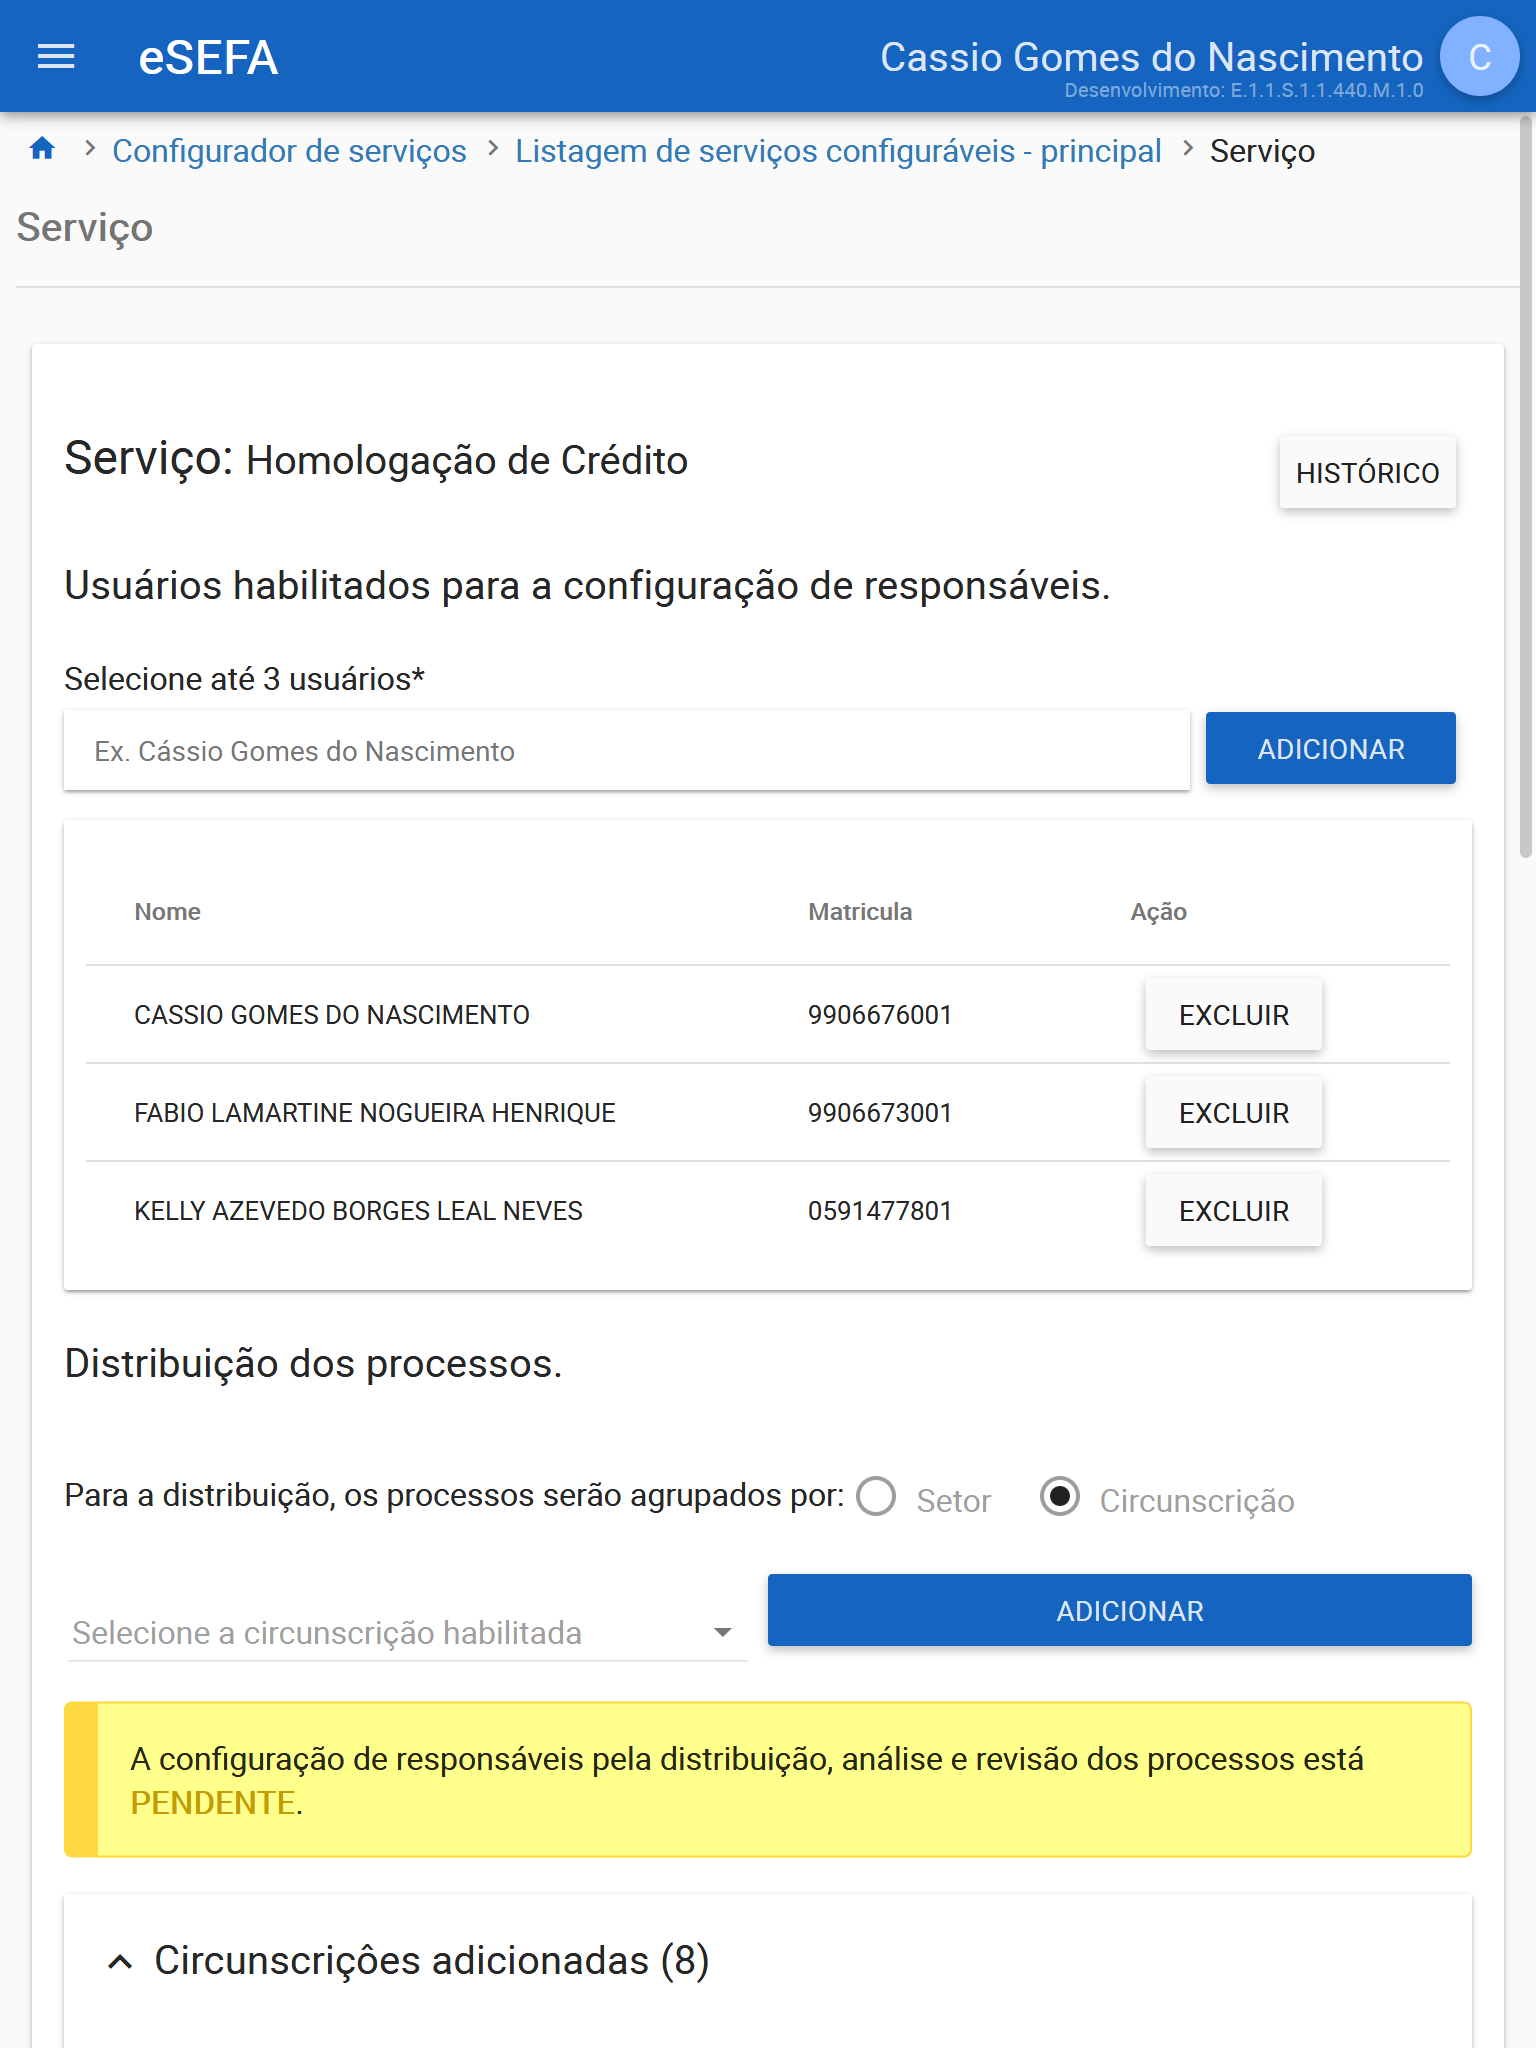 eSEFA
Cassio Gomes do Nascimento
C
Desenvolvimento: E.1.1.S.1.1.440.M.1.0
Configurador de serviços > Listagem de serviços configuráveis - principal > Serviço
Serviço
Serviço: Homologação de Crédito
HISTÓRICO
Usuários habilitados para a configuração de responsáveis.
Selecione até 3 usuários*
Ex. Cássio Gomes do Nascimento
ADICIONAR
Nome Matricula Ação
CASSIO GOMES DO NASCIMENTO 9906676001 EXCLUIR
FABIO LAMARTINE NOGUEIRA HENRIQUE 9906673001 EXCLUIR
KELLY AZEVEDO BORGES LEAL NEVES 0591477801 EXCLUIR
Distribuição dos processos.
Para a distribuição, os processos serão agrupados por: Setor Circunscrição
Selecione a circunscrição habilitada
ADICIONAR
A configuração de responsáveis pela distribuição, análise e revisão dos processos está
PENDENTE.
Circunscriçôes adicionadas (8)